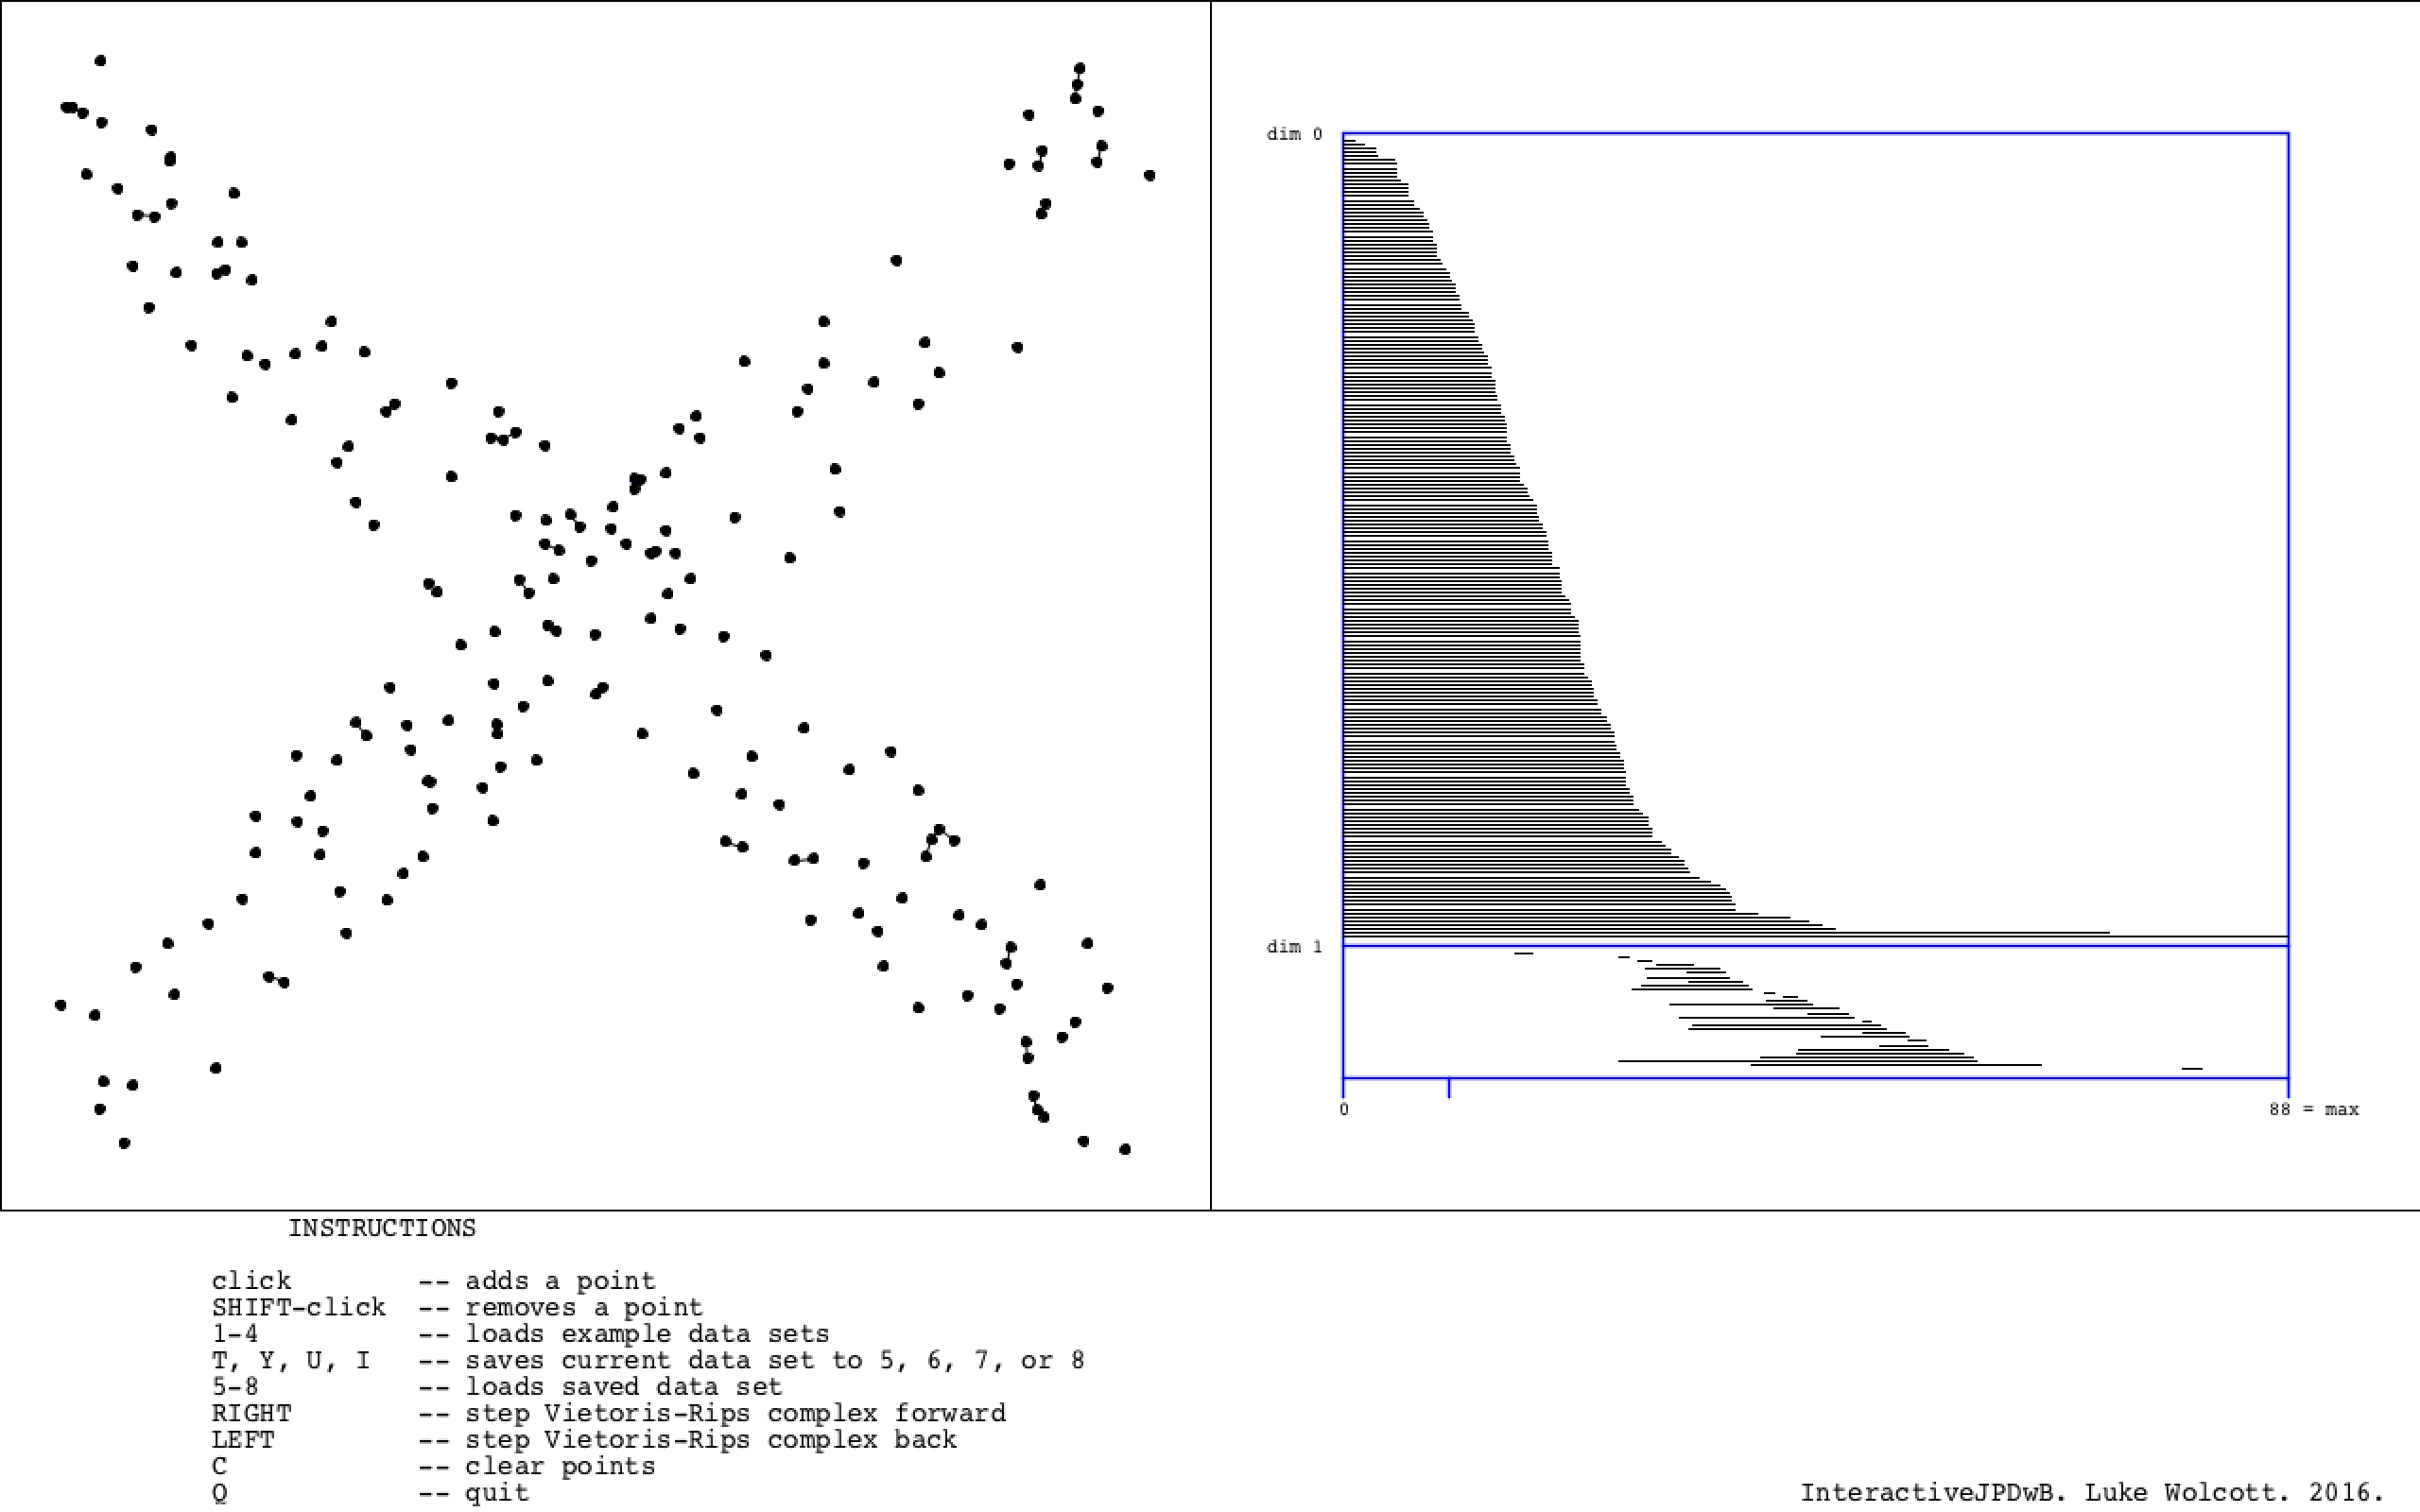 dim 0
dim 1
0
88 = max
INSTRUCTIONS
click -- adds a point
SHIFT-click -- removes a point
1-4 -- loads example data sets
T, Y, U, I -- saves current data set to 5, 6, 7, or 8
5-8 -- loads saved data set
RIGHT -- step Vietoris-Rips complex forward
LEFT -- step Vietoris-Rips complex back
C -- clear points
Q -- quit
InteractiveJPDwB. Luke Wolcott. 2016.